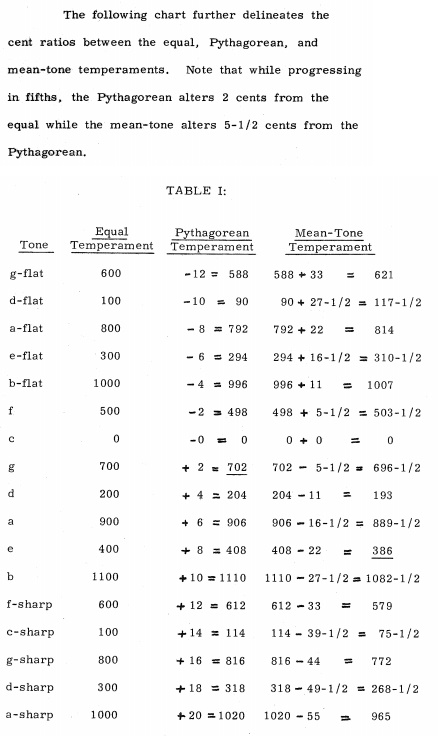 The following chart further delineates the
cent ratios between the equal, Pythagorean, and
mean-tone temperaments. Note that while progressing
in fifths, the Pythagorean alters 2 cents from the
equal while the mean-tone alters 5-1/2 cents from the
Pythagorean.
TABLE I:
Equal Pythagorean Mean-Tone
Tone Temperament Temperament Temperament
g-flat 600 -12 = 588 588 + 33 = 621
d-flat 100 -10 = 90 90 + 27-1/2 = 117-1/2
a-flat 800 - 8 = 792 792 + 22 = 814
e-flat 300 - 6 = 294 294 + 16-1/2 = 310-1/2
b-flat 1000 - 4 = 996 996 + 11 = 1007
f 500 -2 = 498 498 + 5-1/2 = 503-1/2
c 0 -0 = 0 0 + 0 = 0
g 700 + 2 = 702 702 - 5-1/2 = 696-1/2
d 200 + 4 = 204 204 - 11 = 193
a 900 + 6 = 906 906 - 16-1/2 = 889-1/2
e 400 + 8 = 408 408 - 22 = 386
b 1100 + 10 = 1110 1110 - 27-1/2 = 1082-1/2
f-sharp 600 + 12 = 612 612 - 33 = 579
c-sharp 100 + 14 = 114 114 - 39-1/2 = 75-1/2
g-sharp 800 + 16 = 816 816 - 44 = 772
d-sharp 300 + 18 = 318 318 - 49-1/2 = 268-1/2
a-sharp 1000 + 20 = 1020 1020 - 55 = 965